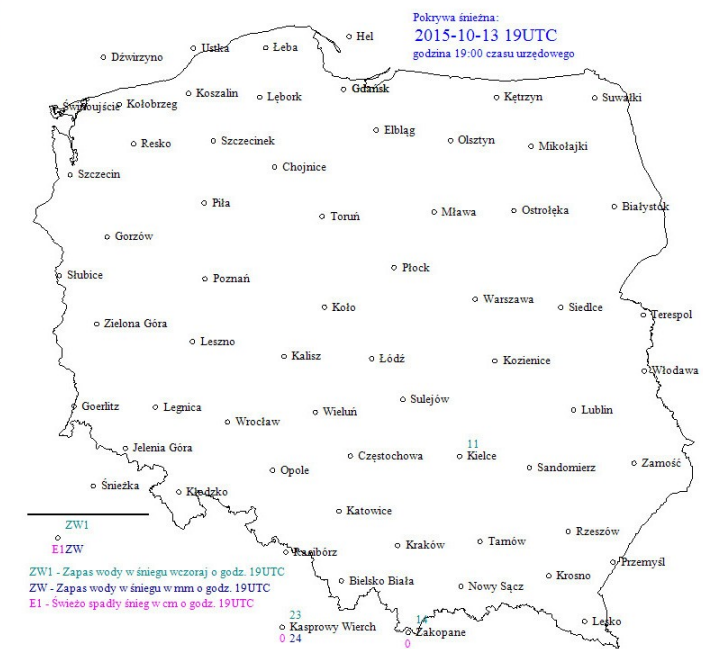 Pokrywa śnieżna:
2015-10-13 19UTC
godzina 19:00 czasu urzędowego
Hel
Ustka
Łeba
Dźwirzyno
Gdańsk
Koszalin
Lębork
Kętrzyn
Suwałki
Świnoujście
Kołobrzeg
Elbląg
Resko
Szczecinek
Olsztyn
Mikołajki
Chojnice
Szczecin
Piła
Toruń
Mława
Ostrołęka
Białystok
Gorzów
Płock
Słubice
Poznań
Warszawa
Koło
Siedlce
Terespol
Zielona Góra
Leszno
Kalisz
Łódź
Kozienice
Włodawa
Sulejów
Goerlitz
Legnica
Wieluń
Lublin
Wrocław
11
Jelenia Góra
Częstochowa
Kielce
Zamość
Opole
Sandomierz
Śnieżka
Kłodzko
Katowice
ZW1
E1ZW
Rzeszów
Tarnów
Kraków
Racibórz
Przemyśl
ZW1 - Zapas wody w śniegu wczoraj o godz. 19UTC
Bielsko Biała
Krosno
ZW - Zapas wody w śniegu w mm o godz. 19UTC
Nowy Sącz
E1 - Świeżo spadły śnieg w cm o godz. 19UTC
23
14
Lesko
Kasprowy Wierch
Zakopane
0 24
0